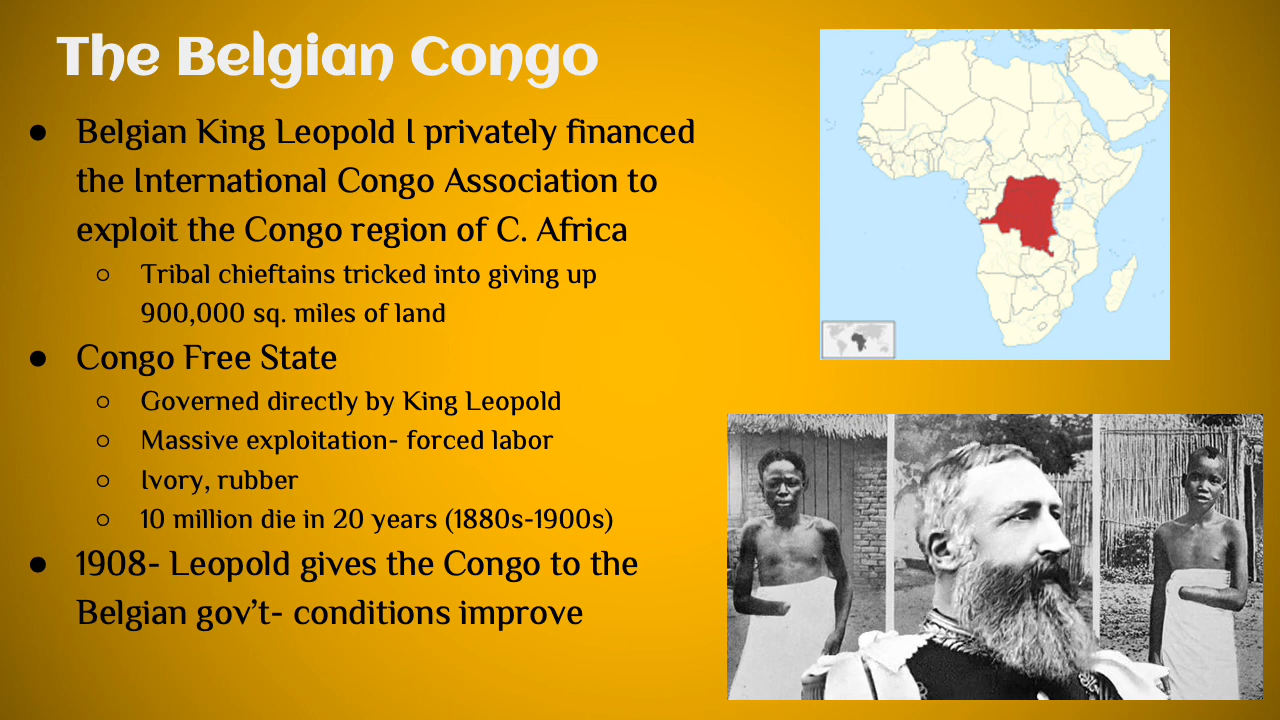 The Belgian Congo
● Belgian King Leopold I privately financed
the International Congo Association to
exploit the Congo region of C. Africa
○ Tribal chieftains tricked into giving up
900,000 sq. miles of land
● Congo Free State
○ Governed directly by King Leopold
○ Massive exploitation- forced labor
○ Ivory, rubber
○ 10 million die in 20 years (1880s-1900s)
● 1908- Leopold gives the Congo to the
Belgian gov’t- conditions improve